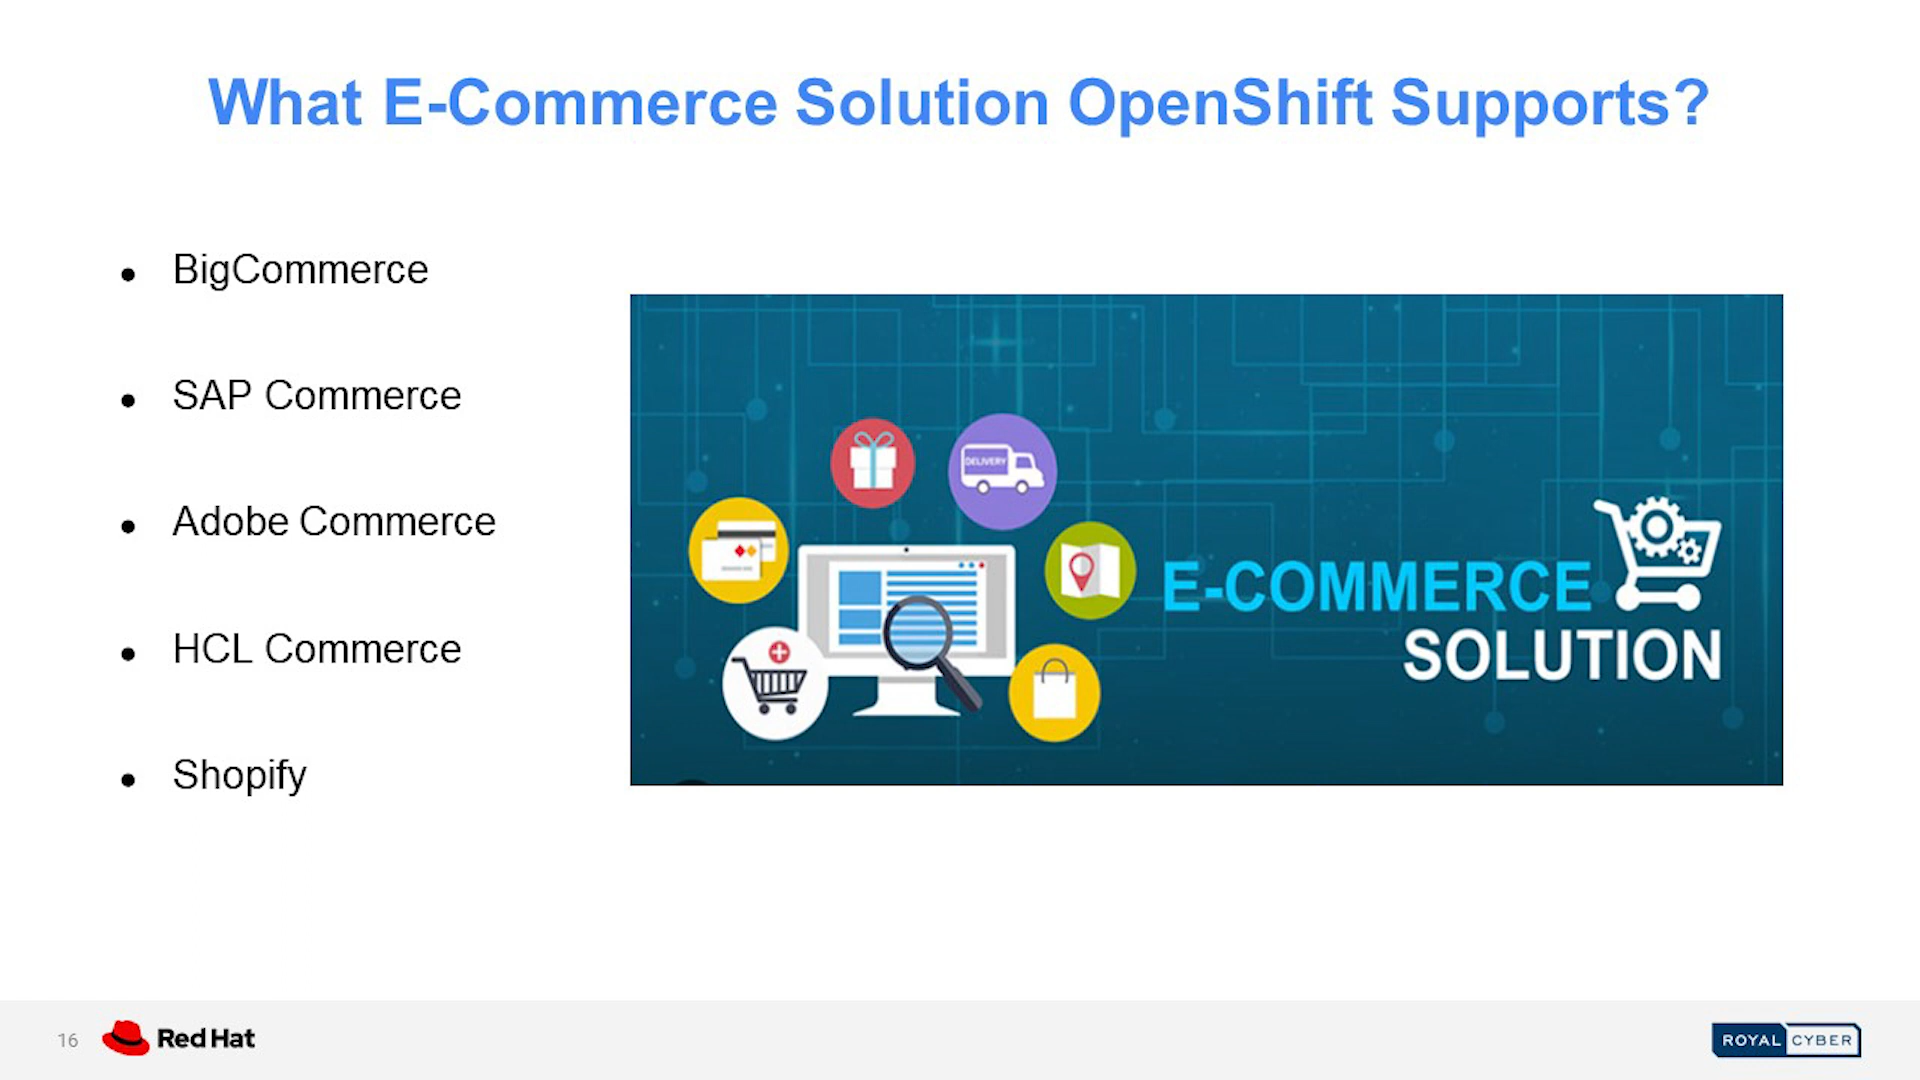 What E-Commerce Solution OpenShift Supports?
• BigCommerce
• SAP Commerce
• Adobe Commerce
• HCL Commerce
• Shopify
DELIVERY
E-COMMERCE
SOLUTION
16
Red Hat
ROYAL CYBER